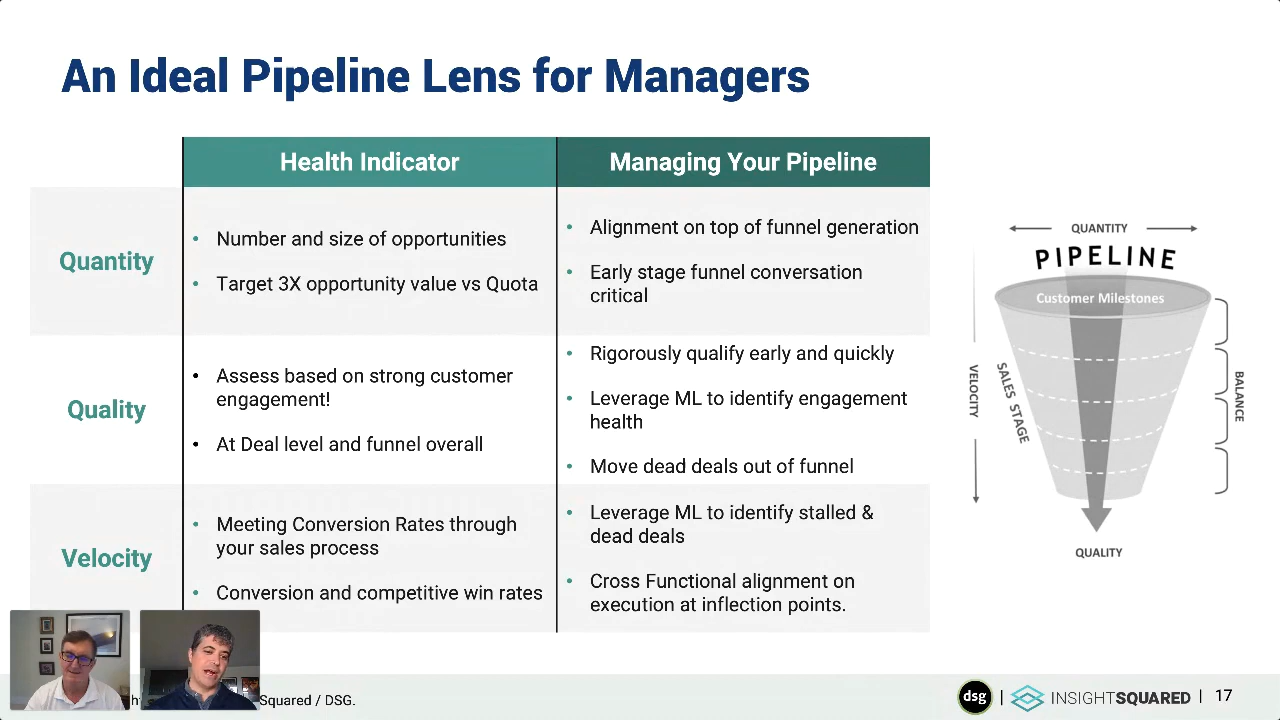 An Ideal Pipeline Lens for Managers
Health Indicator
Managing Your Pipeline
Quantity
• Number and size of opportunities
• Target 3X opportunity value vs Quota
• Alignment on top of funnel generation
• Early stage funnel conversation
critical
Quality
• Assess based on strong customer
engagement!
• At Deal level and funnel overall
• Rigorously qualify early and quickly
• Leverage ML to identify engagement
health
• Move dead deals out of funnel
Velocity
• Meeting Conversion Rates through
your sales process
• Conversion and competitive win rates
• Leverage ML to identify stalled &
dead deals
• Cross Functional alignment on
execution at inflection points.
QUANTITY
PIPELINE
Customer Milestones
VELOCITY
SALES STAGE
BALANCE
QUALITY
Squared / DSG.
dsg | INSIGHTSQUARED | 17